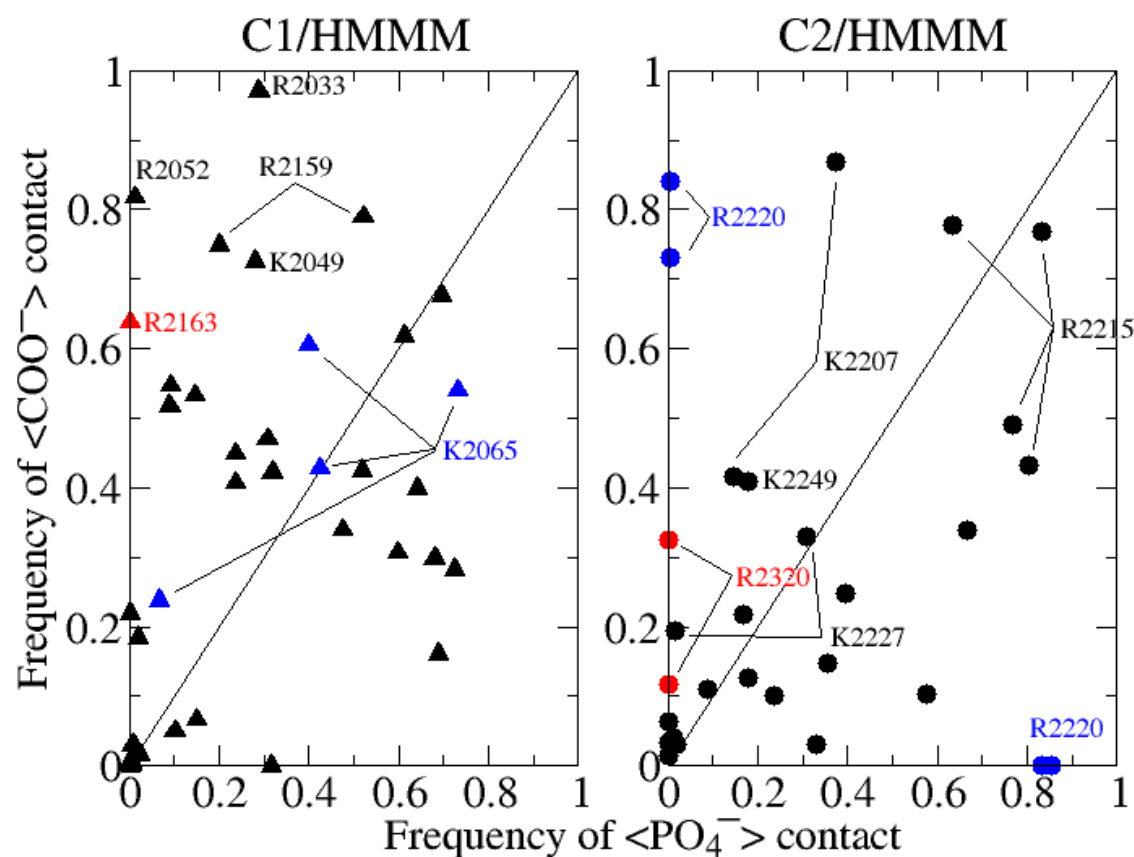 C1/HMMM
C2/HMMM
Frequency of <COO⁻> contact
1
0.8
0.6
0.4
0.2
0
R2033
R2052
R2159
K2049
R2163
K2065
R2220
K2207
R2215
K2249
R2320
K2227
R2220
0 0.2 0.4 0.6 0.8 1
0 0.2 0.4 0.6 0.8 1
Frequency of <PO₄⁻> contact